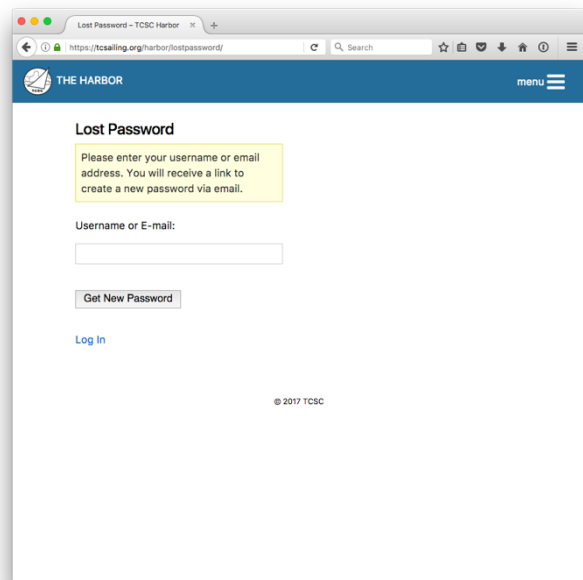 Lost Password – TCSC Harbor
https://tcsailing.org/harbor/lostpassword/
Search
THE HARBOR
menu
Lost Password
Please enter your username or email
address. You will receive a link to
create a new password via email.
Username or E-mail:
Get New Password
Log In
© 2017 TCSC